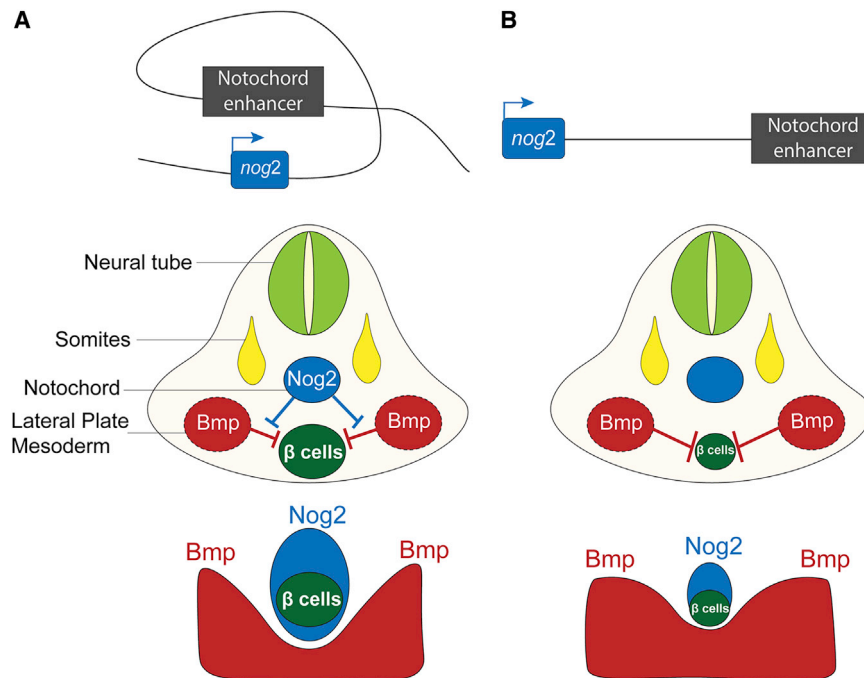 A
Notochord
enhancer
nog2
Neural tube
Somites
Notochord
Nog2
Lateral Plate
Mesoderm
Bmp
Bmp
β cells
Nog2
Bmp
Bmp
β cells
B
nog2
Notochord
enhancer
Bmp
Bmp
β cells
Nog2
Bmp
Bmp
β cells